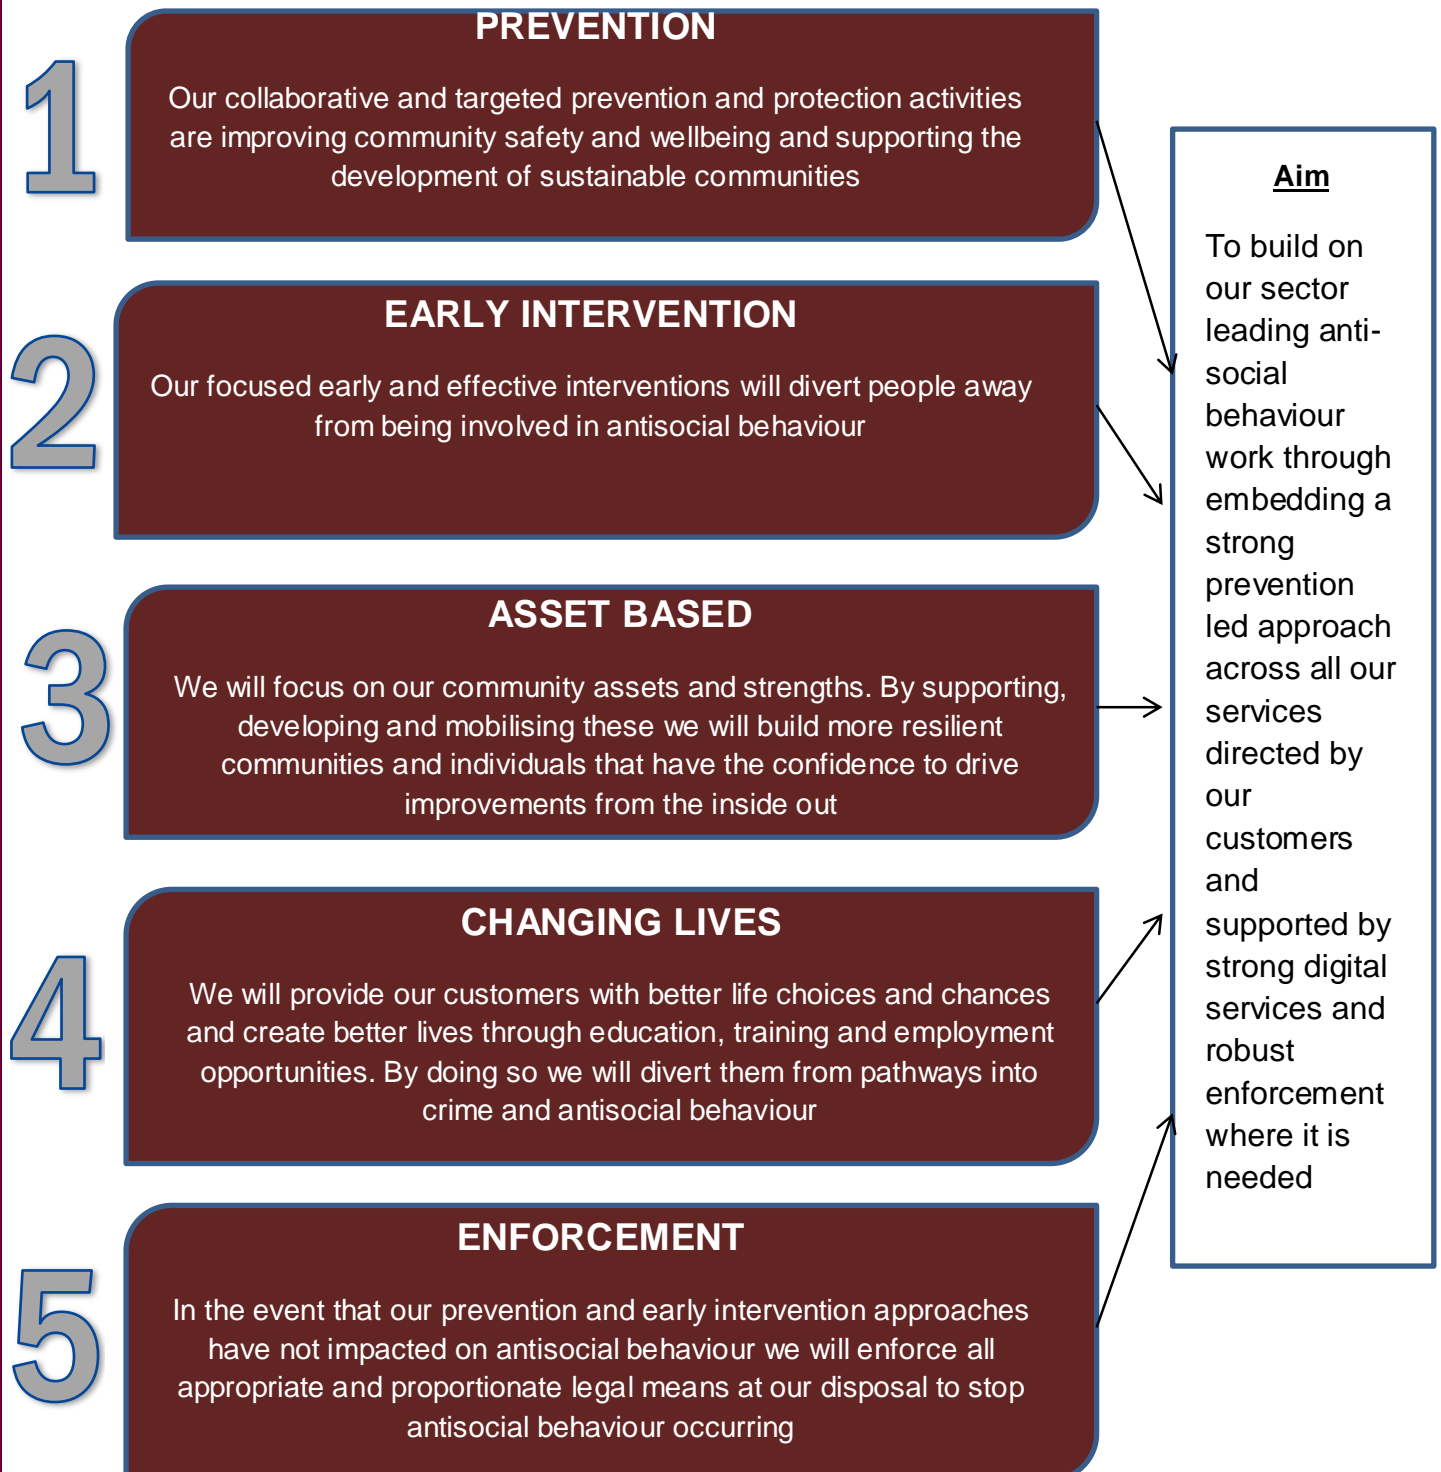 1
PREVENTION
Our collaborative and targeted prevention and protection activities
are improving community safety and wellbeing and supporting the
development of sustainable communities
2
EARLY INTERVENTION
Our focused early and effective interventions will divert people away
from being involved in antisocial behaviour
3
ASSET BASED
We will focus on our community assets and strengths. By supporting,
developing and mobilising these we will build more resilient
communities and individuals that have the confidence to drive
improvements from the inside out
4
CHANGING LIVES
We will provide our customers with better life choices and chances
and create better lives through education, training and employment
opportunities. By doing so we will divert them from pathways into
crime and antisocial behaviour
5
ENFORCEMENT
In the event that our prevention and early intervention approaches
have not impacted on antisocial behaviour we will enforce all
appropriate and proportionate legal means at our disposal to stop
antisocial behaviour occurring
Aim
To build on
our sector
leading anti-
social
behaviour
work through
embedding a
strong
prevention
led approach
across all our
services
directed by
our
customers
and
supported by
strong digital
services and
robust
enforcement
where it is
needed